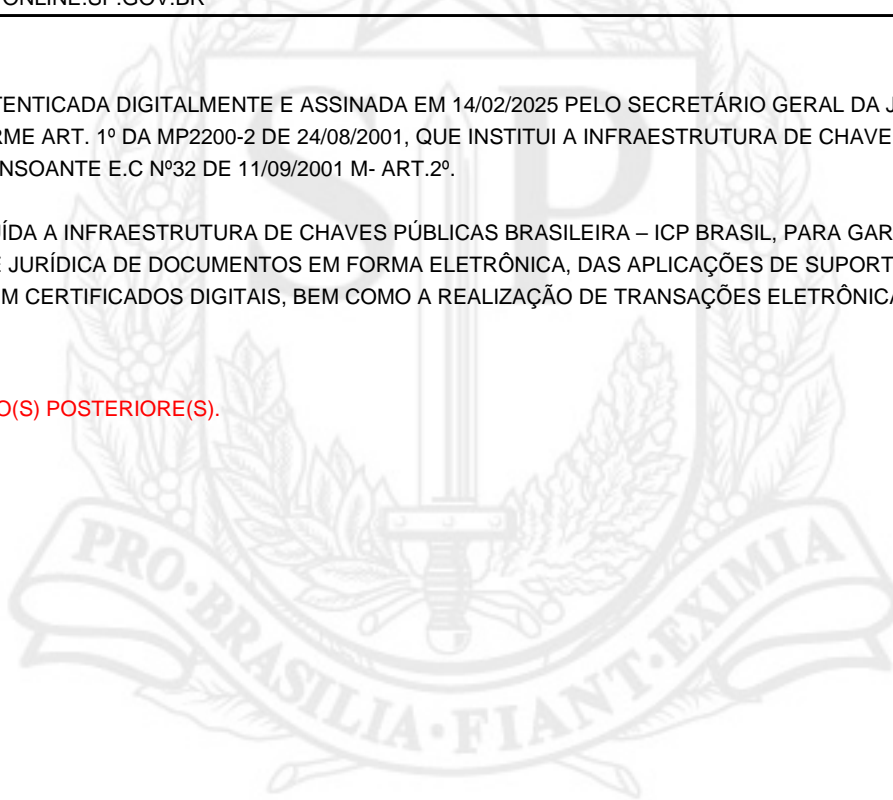 ONLINE.SP.GOV.BR
TENTICADA DIGITALMENTE E ASSINADA EM 14/02/2025 PELO SECRETÁRIO GERAL DA J
RME ART. 1º DA MP2200-2 DE 24/08/2001, QUE INSTITUI A INFRAESTRUTURA DE CHAVE
NSOANTE E.C Nº32 DE 11/09/2001 M- ART.2º.
ÍDA A INFRAESTRUTURA DE CHAVES PÚBLICAS BRASILEIRA – ICP BRASIL, PARA GAR
E JURÍDICA DE DOCUMENTOS EM FORMA ELETRÔNICA, DAS APLICAÇÕES DE SUPORT
M CERTIFICADOS DIGITAIS, BEM COMO A REALIZAÇÃO DE TRANSAÇÕES ELETRÔNICA
O(S) POSTERIORE(S).
SP
PRO·BRASILIA·FIANT·EXIMIA